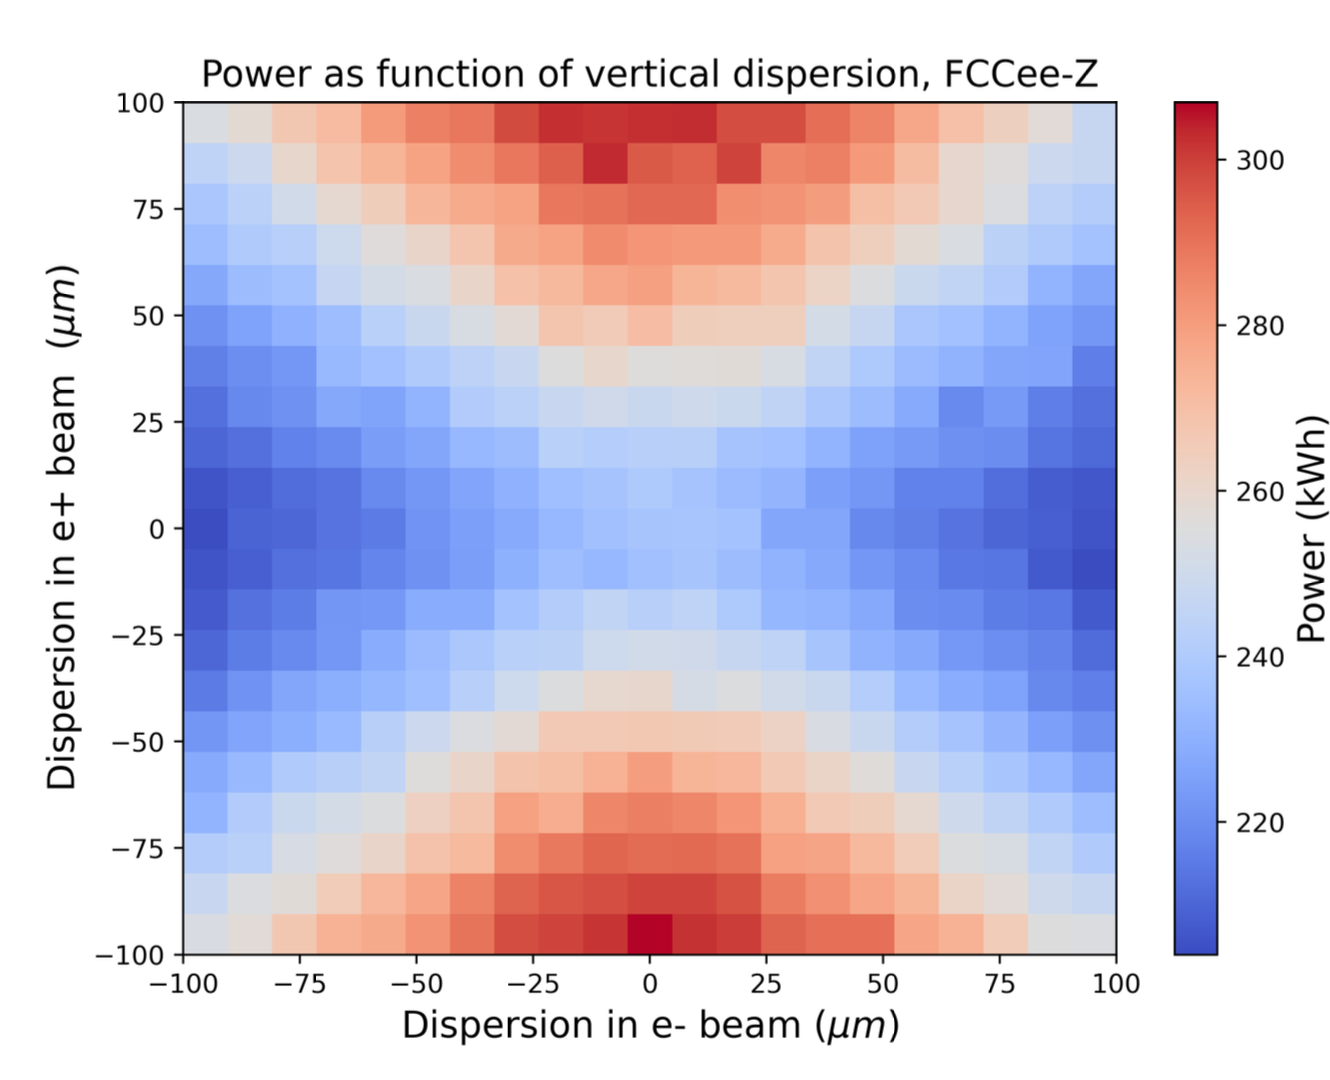 Power as function of vertical dispersion, FCCee-Z
100
75
50
25
0
−25
−50
−75
−100
Dispersion in e+ beam (μm)
−100 −75 −50 −25 0 25 50 75 100
Dispersion in e- beam (μm)
300
280
260
240
220
Power (kWh)